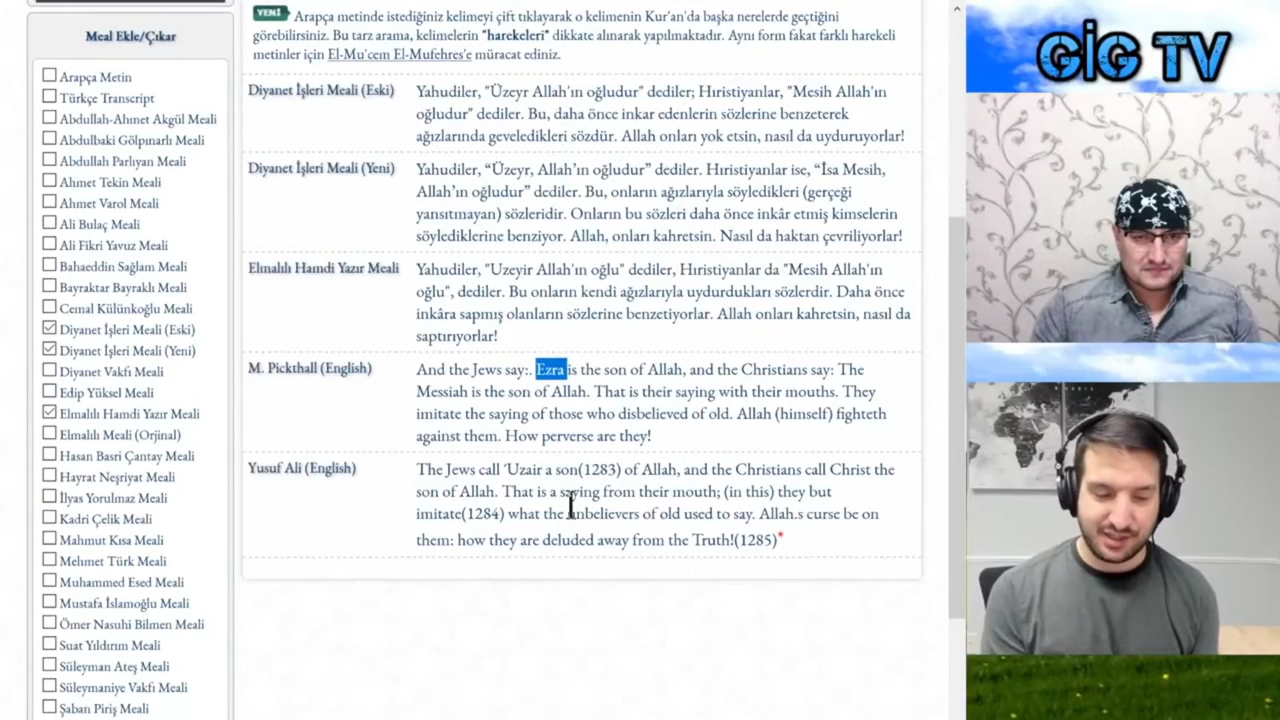 Meal Ekle/Çıkar
Arapça Metin
Türkçe Transcript
Abdullah-Ahmet Akgül Meali
Abdulbaki Gölpınarlı Meali
Abdullah Parlıyan Meali
Ahmet Tekin Meali
Ahmet Varol Meali
Ali Bulaç Meali
Ali Fikri Yavuz Meali
Bahaeddin Sağlam Meali
Bayraktar Bayraklı Meali
Cemal Külünkoğlu Meali
Diyanet İşleri Meali (Eski)
Diyanet İşleri Meali (Yeni)
Diyanet Vakfı Meali
Edip Yüksel Meali
Elmalılı Hamdi Yazır Meali
Elmalılı Meali (Orjinal)
Hasan Basri Çantay Meali
Hayrat Neşriyat Meali
İlyas Yorulmaz Meali
Kadri Çelik Meali
Mahmut Kısa Meali
Mehmet Türk Meali
Muhammed Esed Meali
Mustafa İslamoğlu Meali
Ömer Nasuhi Bilmen Meali
Suat Yıldırım Meali
Süleyman Ateş Meali
Süleymaniye Vakfı Meali
Şaban Piriş Meali
YENİ Arapça metinde istediğiniz kelimeyi çift tıklayarak o kelimenin Kur'an'da başka nerelerde geçtiğini
görebilirsiniz. Bu tarz arama, kelimelerin "harekeleri" dikkate alınarak yapılmaktadır. Aynı form fakat farklı harekeli
metinler için El-Mu'cem El-Mufehres'e müracat ediniz.
Diyanet İşleri Meali (Eski)
Yahudiler, "Üzeyr Allah'ın oğludur" dediler; Hıristiyanlar, "Mesih Allah'ın
oğludur" dediler. Bu, daha önce inkar edenlerin sözlerine benzeterek
ağızlarında geveledikleri sözdür. Allah onları yok etsin, nasıl da uyduruyorlar!
Diyanet İşleri Meali (Yeni)
Yahudiler, “Üzeyr, Allah’ın oğludur” dediler. Hıristiyanlar ise, “İsa Mesih,
Allah’ın oğludur” dediler. Bu, onların ağızlarıyla söyledikleri (gerçeği
yansıtmayan) sözleridir. Onların bu sözleri daha önce inkâr etmiş kimselerin
söylediklerine benziyor. Allah, onları kahretsin. Nasıl da haktan çevriliyorlar!
Elmalılı Hamdi Yazır Meali
Yahudiler, "Uzeyir Allah'ın oğlu" dediler, Hıristiyanlar da "Mesih Allah'ın
oğlu", dediler. Bu onların kendi ağızlarıyla uydurdukları sözlerdir. Daha önce
inkâra sapmış olanların sözlerine benzetiyorlar. Allah onları kahretsin, nasıl da
saptırıyorlar!
M. Pickthall (English)
And the Jews say:. Ezra is the son of Allah, and the Christians say: The
Messiah is the son of Allah. That is their saying with their mouths. They
imitate the saying of those who disbelieved of old. Allah (himself) fighteth
against them. How perverse are they!
Yusuf Ali (English)
The Jews call 'Uzair a son(1283) of Allah, and the Christians call Christ the
son of Allah. That is a saying from their mouth; (in this) they but
imitate(1284) what the unbelievers of old used to say. Allah.s curse be on
them: how they are deluded away from the Truth!(1285)*
GİG TV